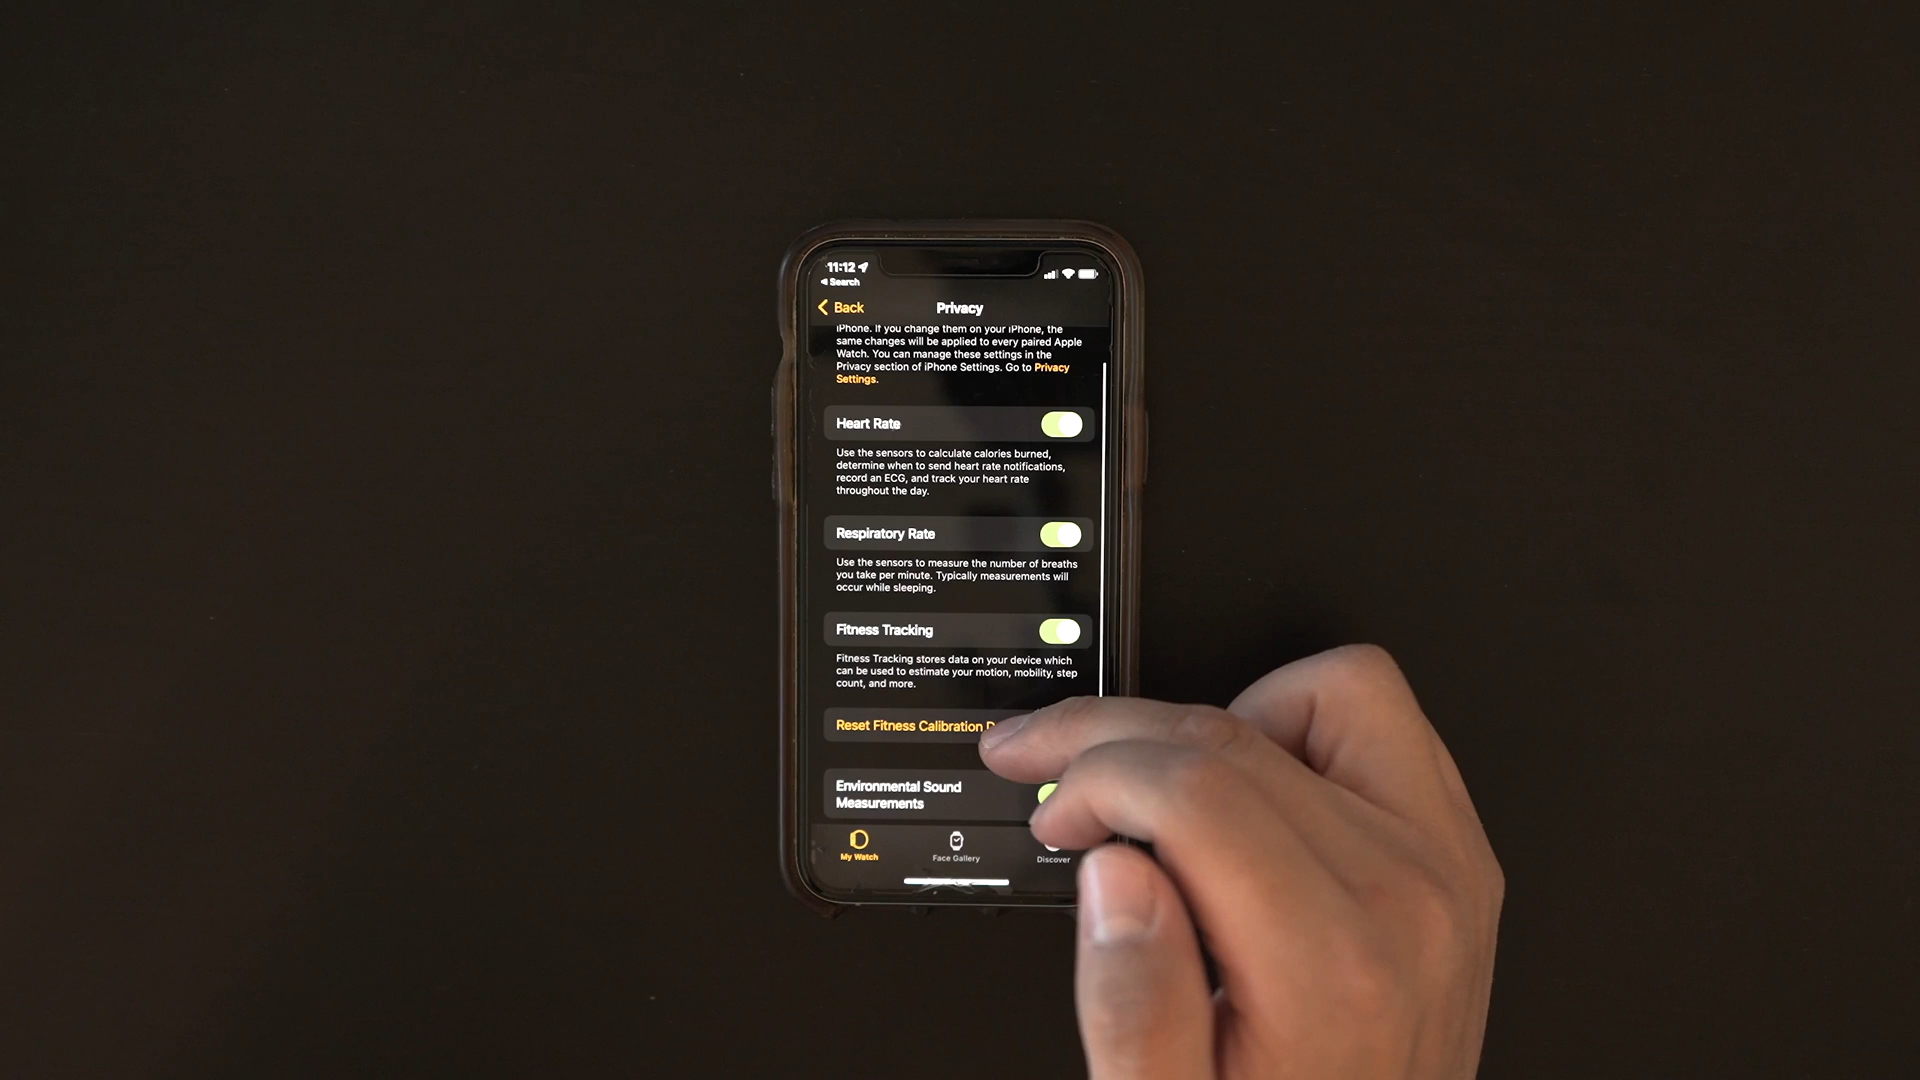 11:12
Search
Back
Privacy
iPhone. If you change them on your iPhone, the
same changes will be applied to every paired Apple
Watch. You can manage these settings in the
Privacy section of iPhone Settings. Go to Privacy
Settings.
Heart Rate
Use the sensors to calculate calories burned,
determine when to send heart rate notifications,
record an ECG, and track your heart rate
throughout the day.
Respiratory Rate
Use the sensors to measure the number of breaths
you take per minute. Typically measurements will
occur while sleeping.
Fitness Tracking
Fitness Tracking stores data on your device which
can be used to estimate your motion, mobility, step
count, and more.
Reset Fitness Calibration
Environmental Sound
Measurements
My Watch
Face Gallery
Discover